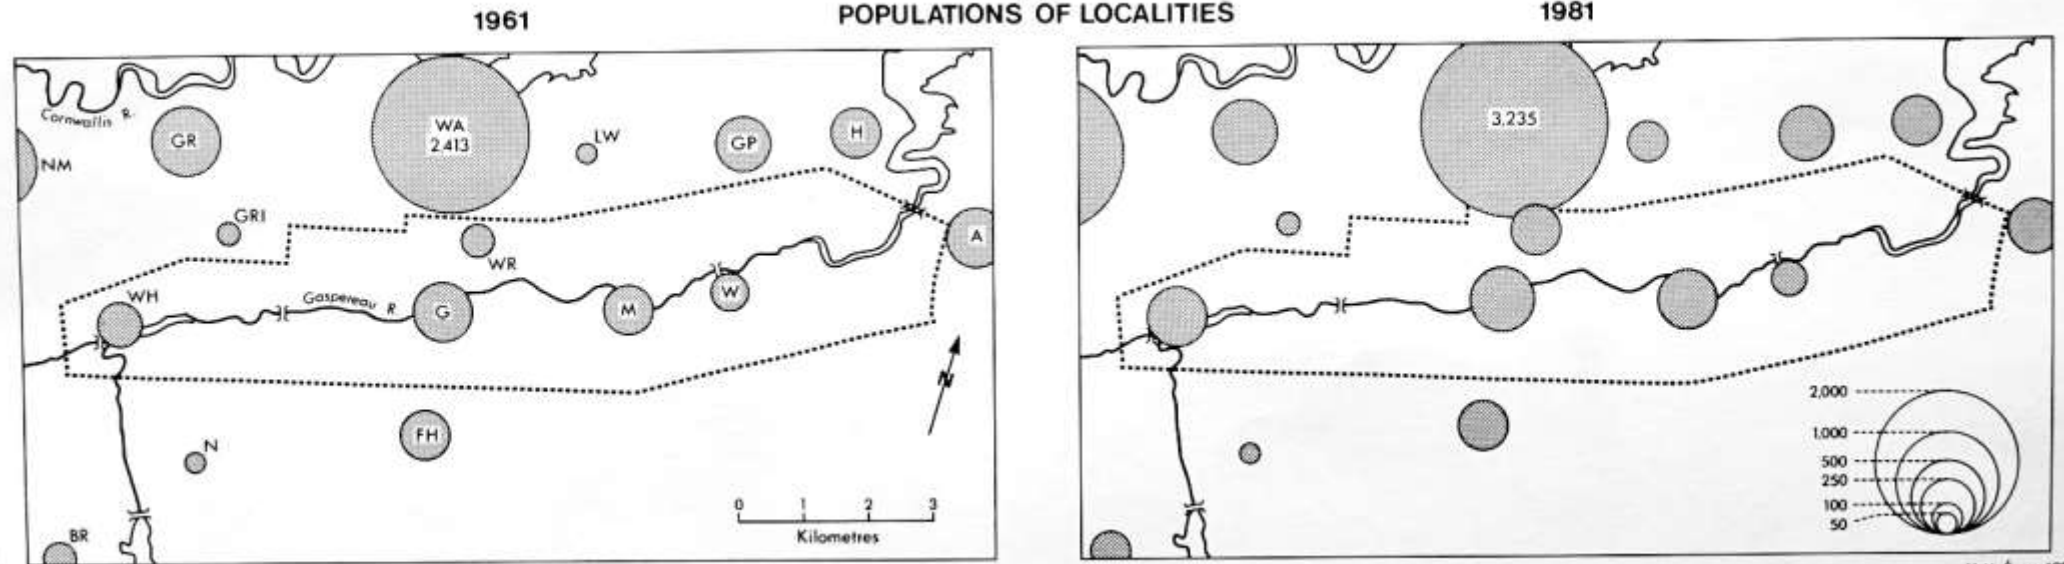 1961
POPULATIONS OF LOCALITIES
1981
Cornwallis R.
NM
GR
WA
2,413
LW
GP
H
GRI
WR
A
WH
Gaspereau R
G
M
W
N
FH
N
BR
0 1 2 3
Kilometres
3,235
2,000
1,000
500
250
100
50